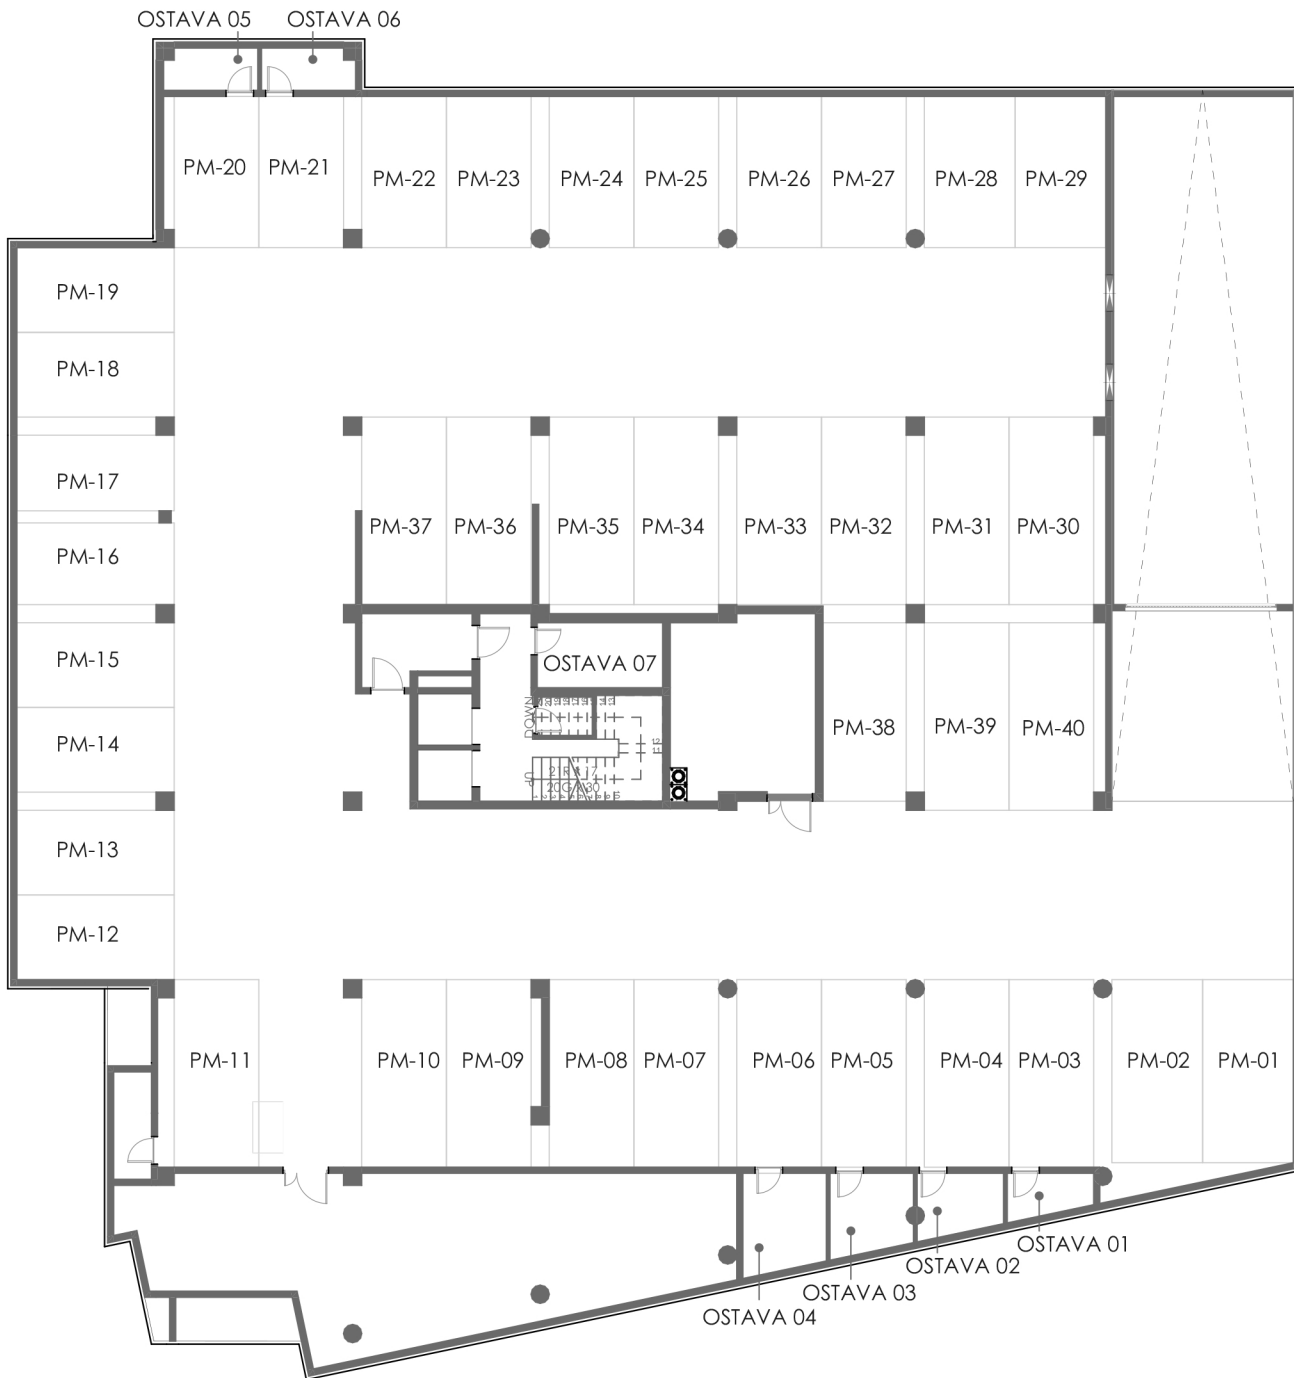 OSTAVA 05 OSTAVA 06
PM-20 PM-21 PM-22 PM-23 PM-24 PM-25 PM-26 PM-27 PM-28 PM-29
PM-19
PM-18
PM-17
PM-37 PM-36 PM-35 PM-34 PM-33 PM-32 PM-31 PM-30
PM-16
PM-15
OSTAVA 07
DOWN
PM-38 PM-39 PM-40
PM-14
UP
PM-13
PM-12
PM-11 PM-10 PM-09 PM-08 PM-07 PM-06 PM-05 PM-04 PM-03 PM-02 PM-01
OSTAVA 01
OSTAVA 02
OSTAVA 03
OSTAVA 04